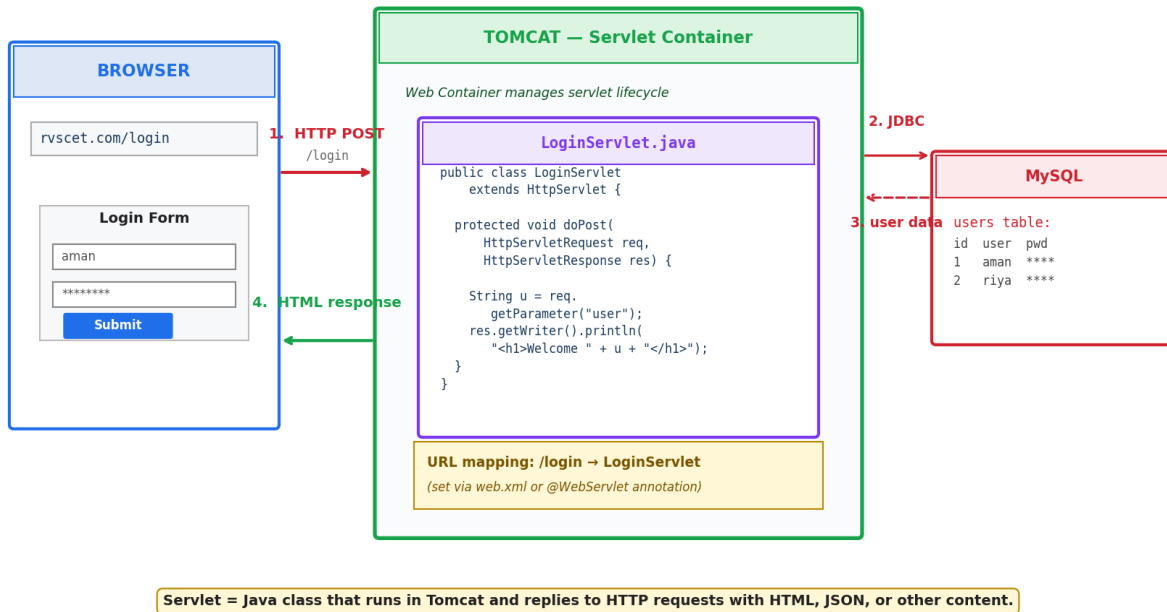 BROWSER
rvscet.com/login
Login Form
aman
********
Submit
1.  HTTP POST
/login
4.  HTML response
TOMCAT — Servlet Container
Web Container manages servlet lifecycle
LoginServlet.java
public class LoginServlet
    extends HttpServlet {
  protected void doPost(
      HttpServletRequest req,
      HttpServletResponse res) {
    String u = req.
       getParameter("user");
    res.getWriter().println(
       "<h1>Welcome " + u + "</h1>");
  }
}
URL mapping: /login → LoginServlet
(set via web.xml or @WebServlet annotation)
2. JDBC
3. user data
MySQL
users table:
id  user  pwd
1   aman  ****
2   riya  ****
Servlet = Java class that runs in Tomcat and replies to HTTP requests with HTML, JSON, or other content.